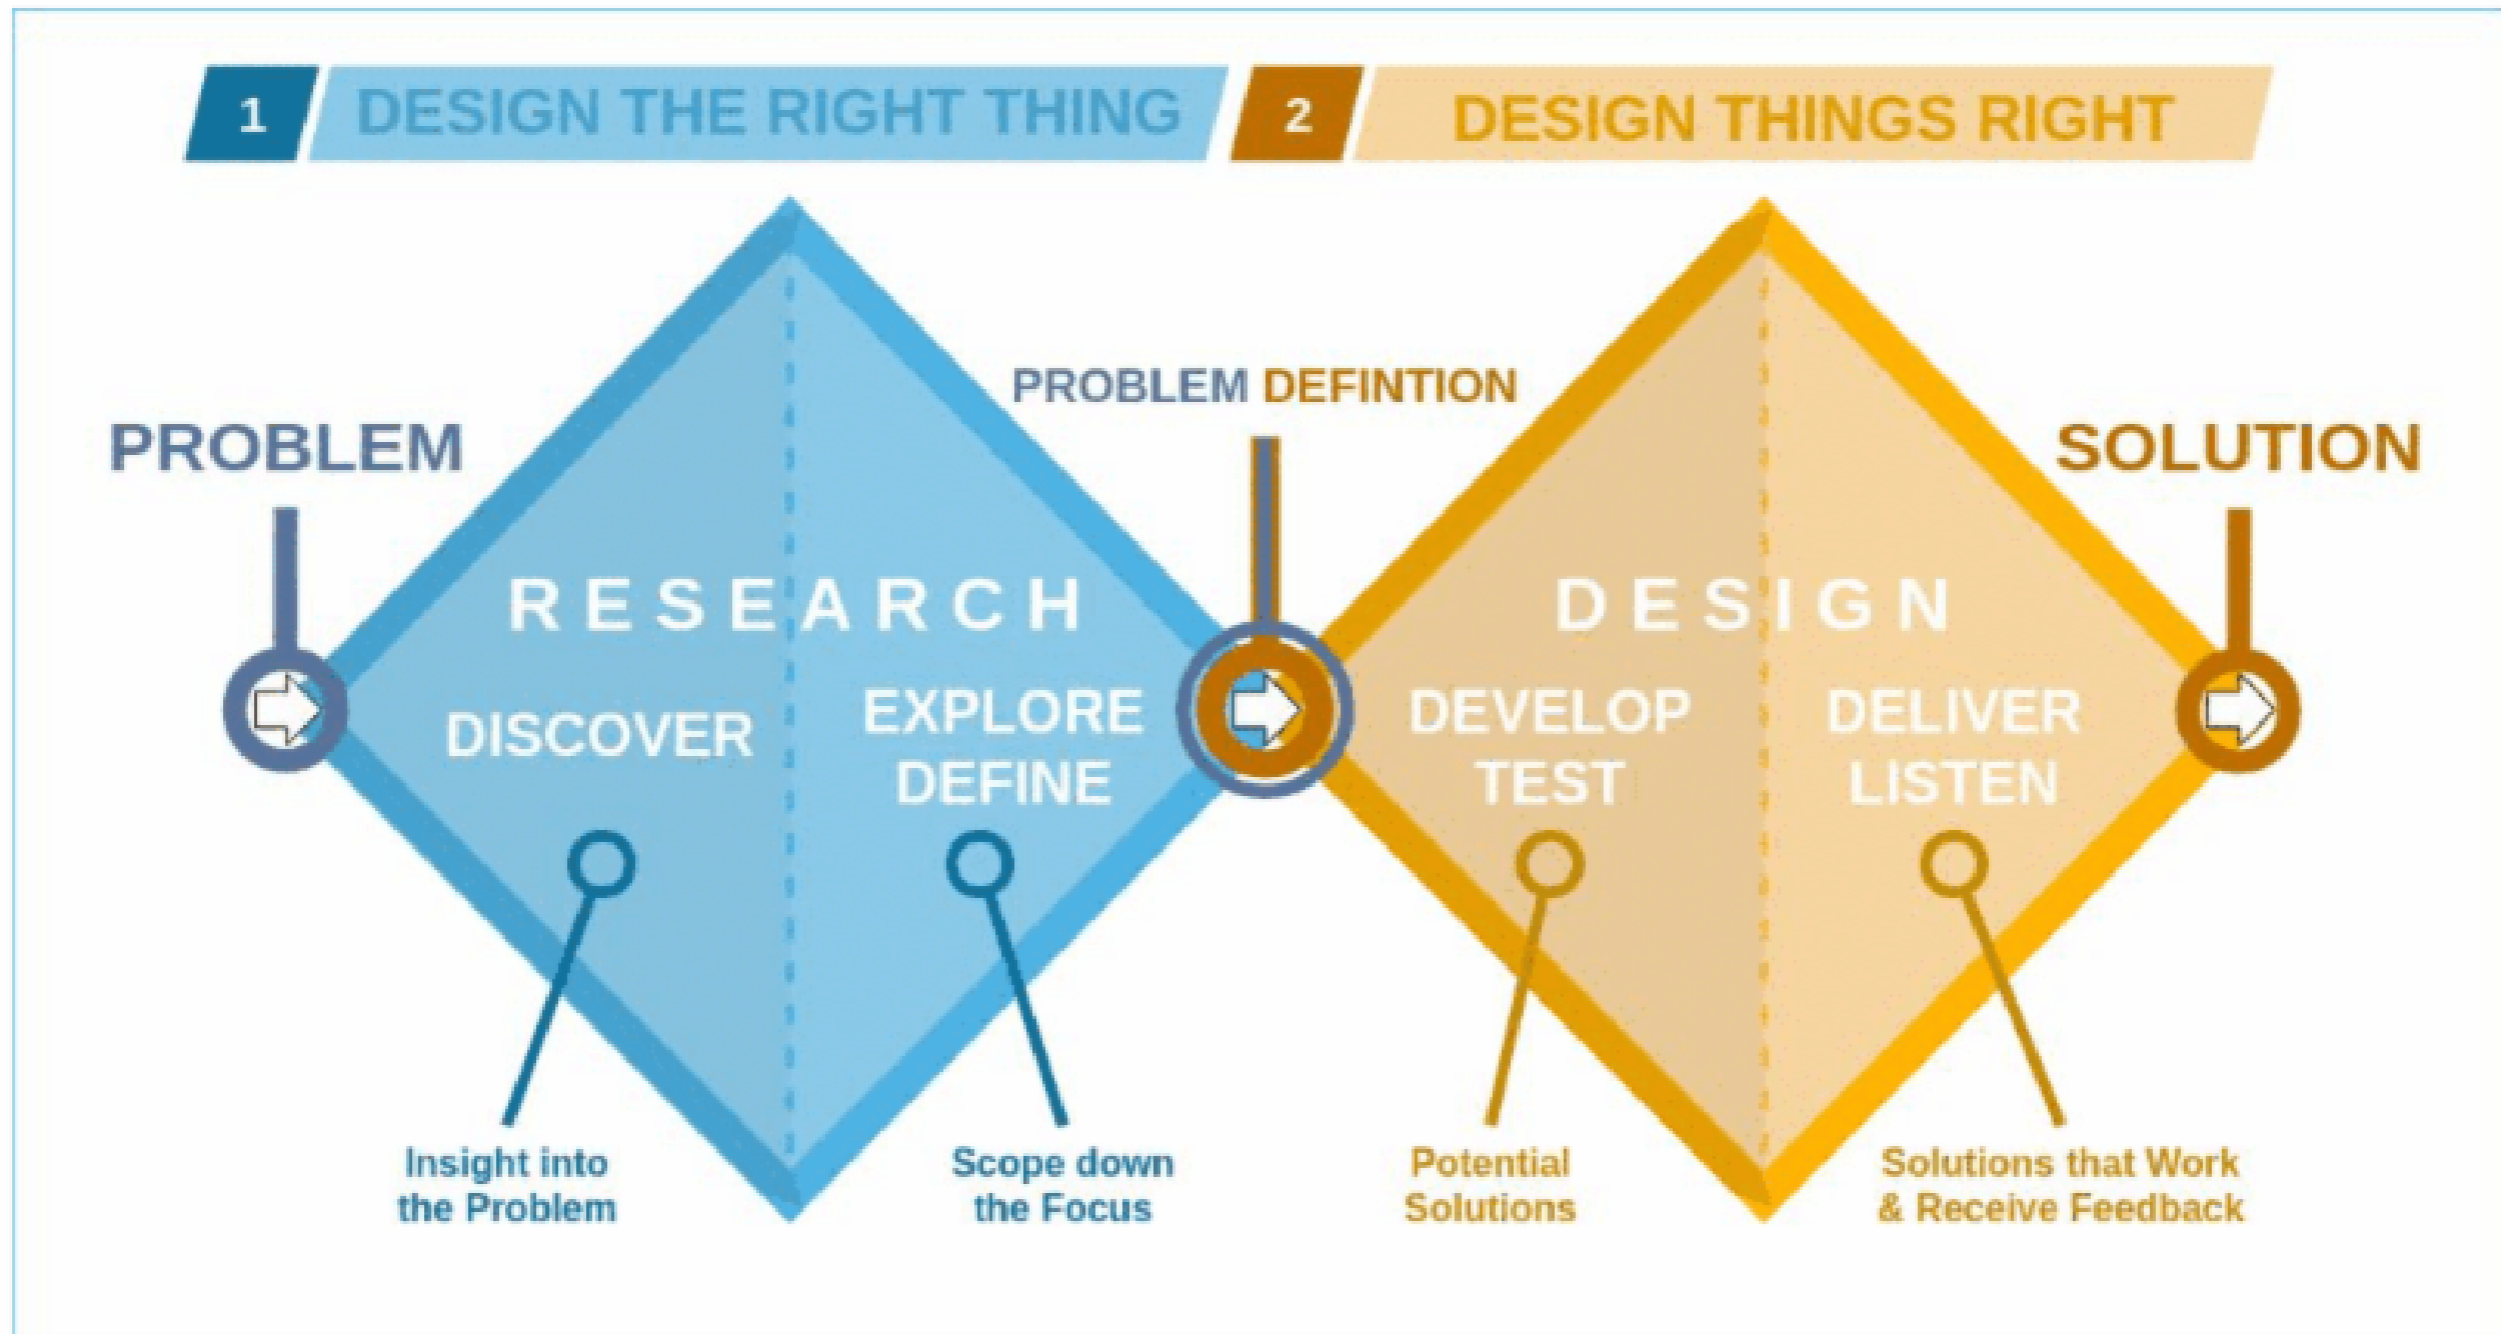 1 DESIGN THE RIGHT THING
2 DESIGN THINGS RIGHT
PROBLEM DEFINTION
PROBLEM
SOLUTION
RESEARCH
DISCOVER
EXPLORE
DEFINE
DESIGN
DEVELOP
TEST
DELIVER
LISTEN
Insight into
the Problem
Scope down
the Focus
Potential
Solutions
Solutions that Work
& Receive Feedback